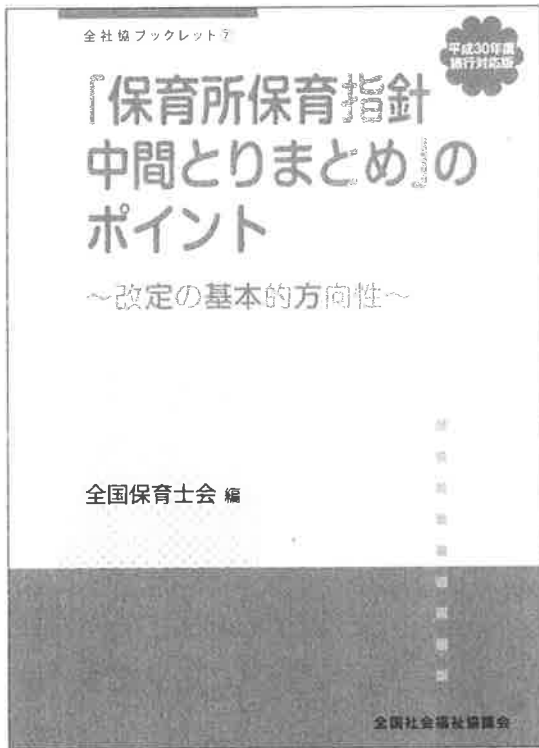 全社協ブックレット⑦
平成30年度
施行対応版
『保育所保育指針
中間とりまとめ』の
ポイント
～改定の基本的方向性～
全国保育士会 編
全国社会福祉協議会